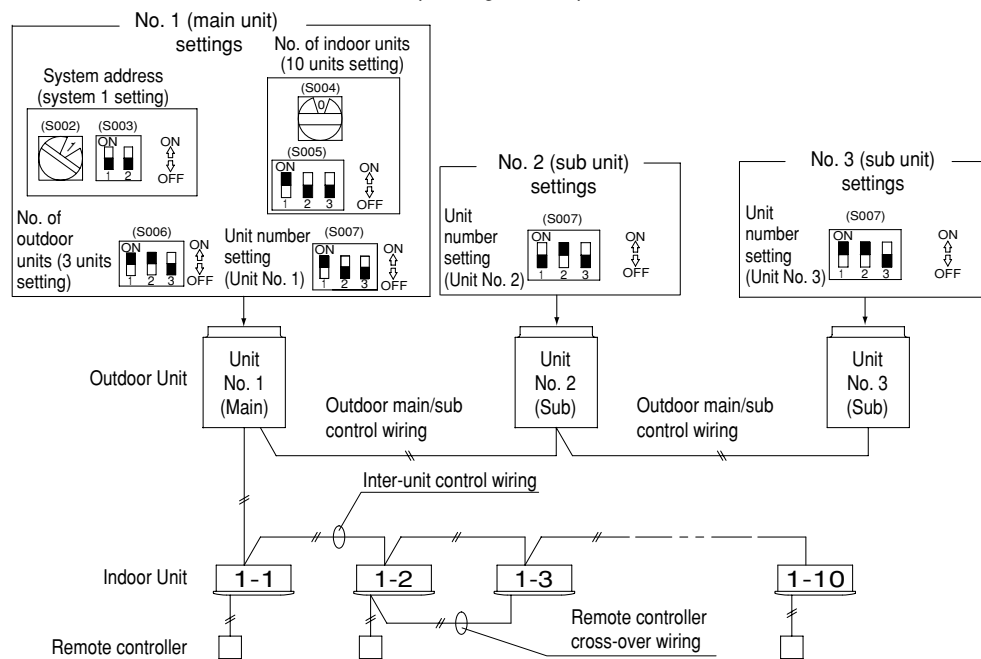 No. 1 (main unit)
settings
System address
(system 1 setting)
(S002)
(S003)
ON
1 2
ON
OFF
No. of indoor units
(10 units setting)
(S004)
0
(S005)
ON
1 2 3
ON
OFF
No. of
outdoor
units (3 units
setting)
(S006)
ON
1 2 3
ON
OFF
Unit number
setting
(Unit No. 1)
(S007)
ON
1 2 3
ON
OFF
No. 2 (sub unit)
settings
Unit
number
setting
(Unit No. 2)
(S007)
ON
1 2 3
ON
OFF
No. 3 (sub unit)
settings
Unit
number
setting
(Unit No. 3)
(S007)
ON
1 2 3
ON
OFF
Outdoor Unit
Unit
No. 1
(Main)
Unit
No. 2
(Sub)
Unit
No. 3
(Sub)
Outdoor main/sub
control wiring
Outdoor main/sub
control wiring
Inter-unit control wiring
Indoor Unit
1-1
1-2
1-3
1-10
Remote controller
Remote controller
cross-over wiring